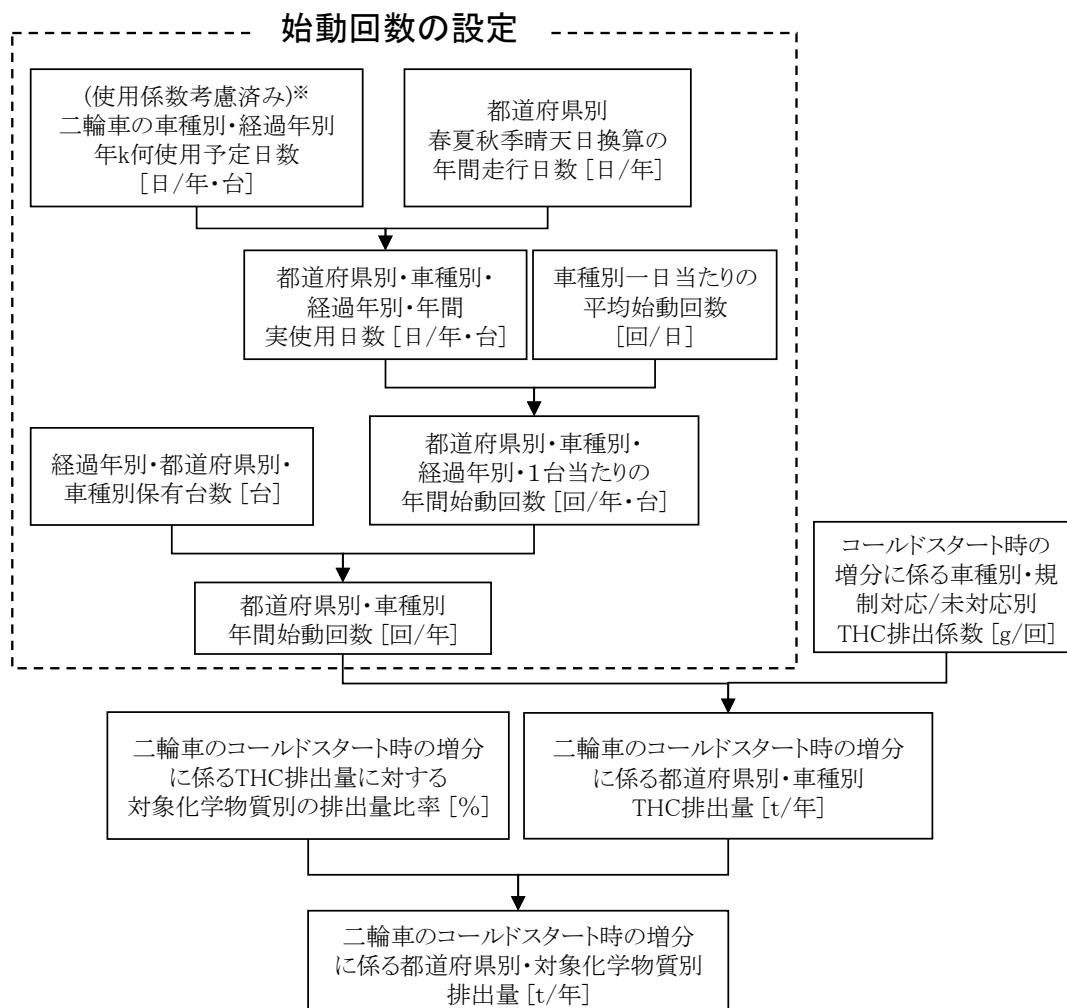 始動回数の設定
(使用係数考慮済み)※
二輪車の車種別・経過年別
年k何使用予定日数
[日/年・台]
都道府県別
春夏秋季晴天日換算の
年間走行日数 [日/年]
都道府県別・車種別・
経過年別・年間
実使用日数 [日/年・台]
車種別一日当たりの
平均始動回数
[回/日]
経過年別・都道府県別・
車種別保有台数 [台]
都道府県別・車種別・
経過年別・１台当たりの
年間始動回数 [回/年・台]
都道府県別・車種別
年間始動回数 [回/年]
コールドスタート時の
増分に係る車種別・規
制対応/未対応別
THC排出係数 [g/回]
二輪車のコールドスタート時の増分
に係るTHC排出量に対する
対象化学物質別の排出量比率 [%]
二輪車のコールドスタート時の増分
に係る都道府県別・車種別
THC排出量 [t/年]
二輪車のコールドスタート時の増分
に係る都道府県別・対象化学物質別
排出量 [t/年]